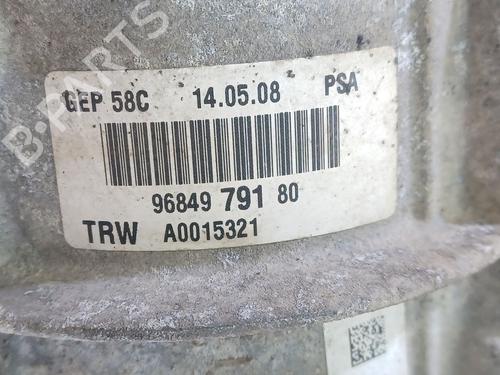 B-PARTS
GEP 58C 14.05.08 PSA
96849 791 80
TRW A0015321